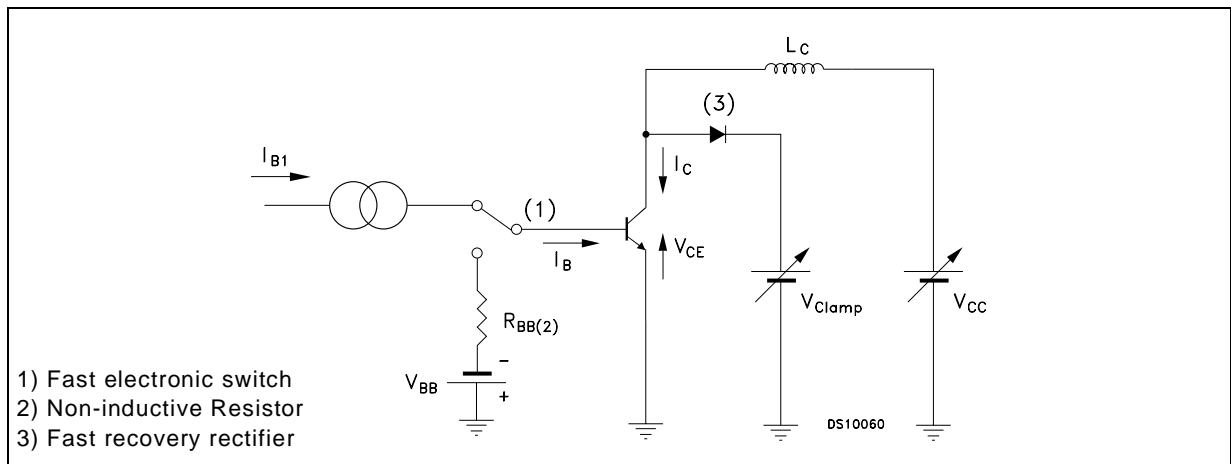 L_C
(3)
I_B1
I_C
(1)
I_B
V_CE
V_Clamp
V_CC
R_BB(2)
-
V_BB
+
1) Fast electronic switch
2) Non-inductive Resistor
3) Fast recovery rectifier
DS10060